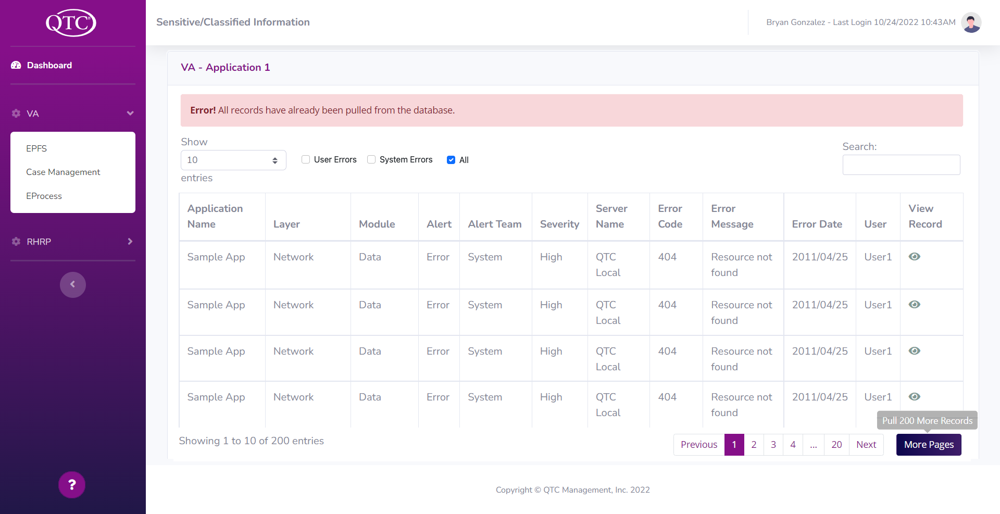 QTC®
Dashboard
VA
EPFS
Case Management
EProcess
RHRP
?
Sensitive/Classified Information
Bryan Gonzalez - Last Login 10/24/2022 10:43AM
VA - Application 1
Error! All records have already been pulled from the database.
Show
10
entries
User Errors
System Errors
All
Search:
Application Name Layer Module Alert Alert Team Severity Server Name Error Code Error Message Error Date User View Record
Sample App Network Data Error System High QTC Local 404 Resource not found 2011/04/25 User1
Sample App Network Data Error System High QTC Local 404 Resource not found 2011/04/25 User1
Sample App Network Data Error System High QTC Local 404 Resource not found 2011/04/25 User1
Sample App Network Data Error System High QTC Local 404 Resource not found 2011/04/25 User1
Pull 200 More Records
Showing 1 to 10 of 200 entries
Previous 1 2 3 4 ... 20 Next
More Pages
Copyright © QTC Management, Inc. 2022